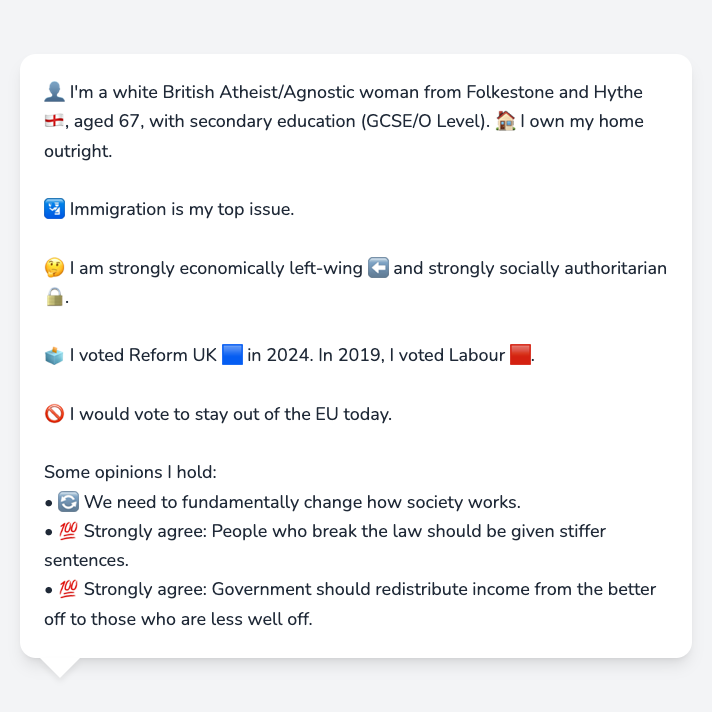 👤 I'm a white British Atheist/Agnostic woman from Folkestone and Hythe
🏴󠁧󠁢󠁥󠁮󠁧󠁿, aged 67, with secondary education (GCSE/O Level). 🏠 I own my home
outright.
🛂 Immigration is my top issue.
🤔 I am strongly economically left-wing ⬅️ and strongly socially authoritarian
🔒.
🗳️ I voted Reform UK 🟦 in 2024. In 2019, I voted Labour 🟥.
🚫 I would vote to stay out of the EU today.
Some opinions I hold:
• 🔄 We need to fundamentally change how society works.
• 💯 Strongly agree: People who break the law should be given stiffer
sentences.
• 💯 Strongly agree: Government should redistribute income from the better
off to those who are less well off.